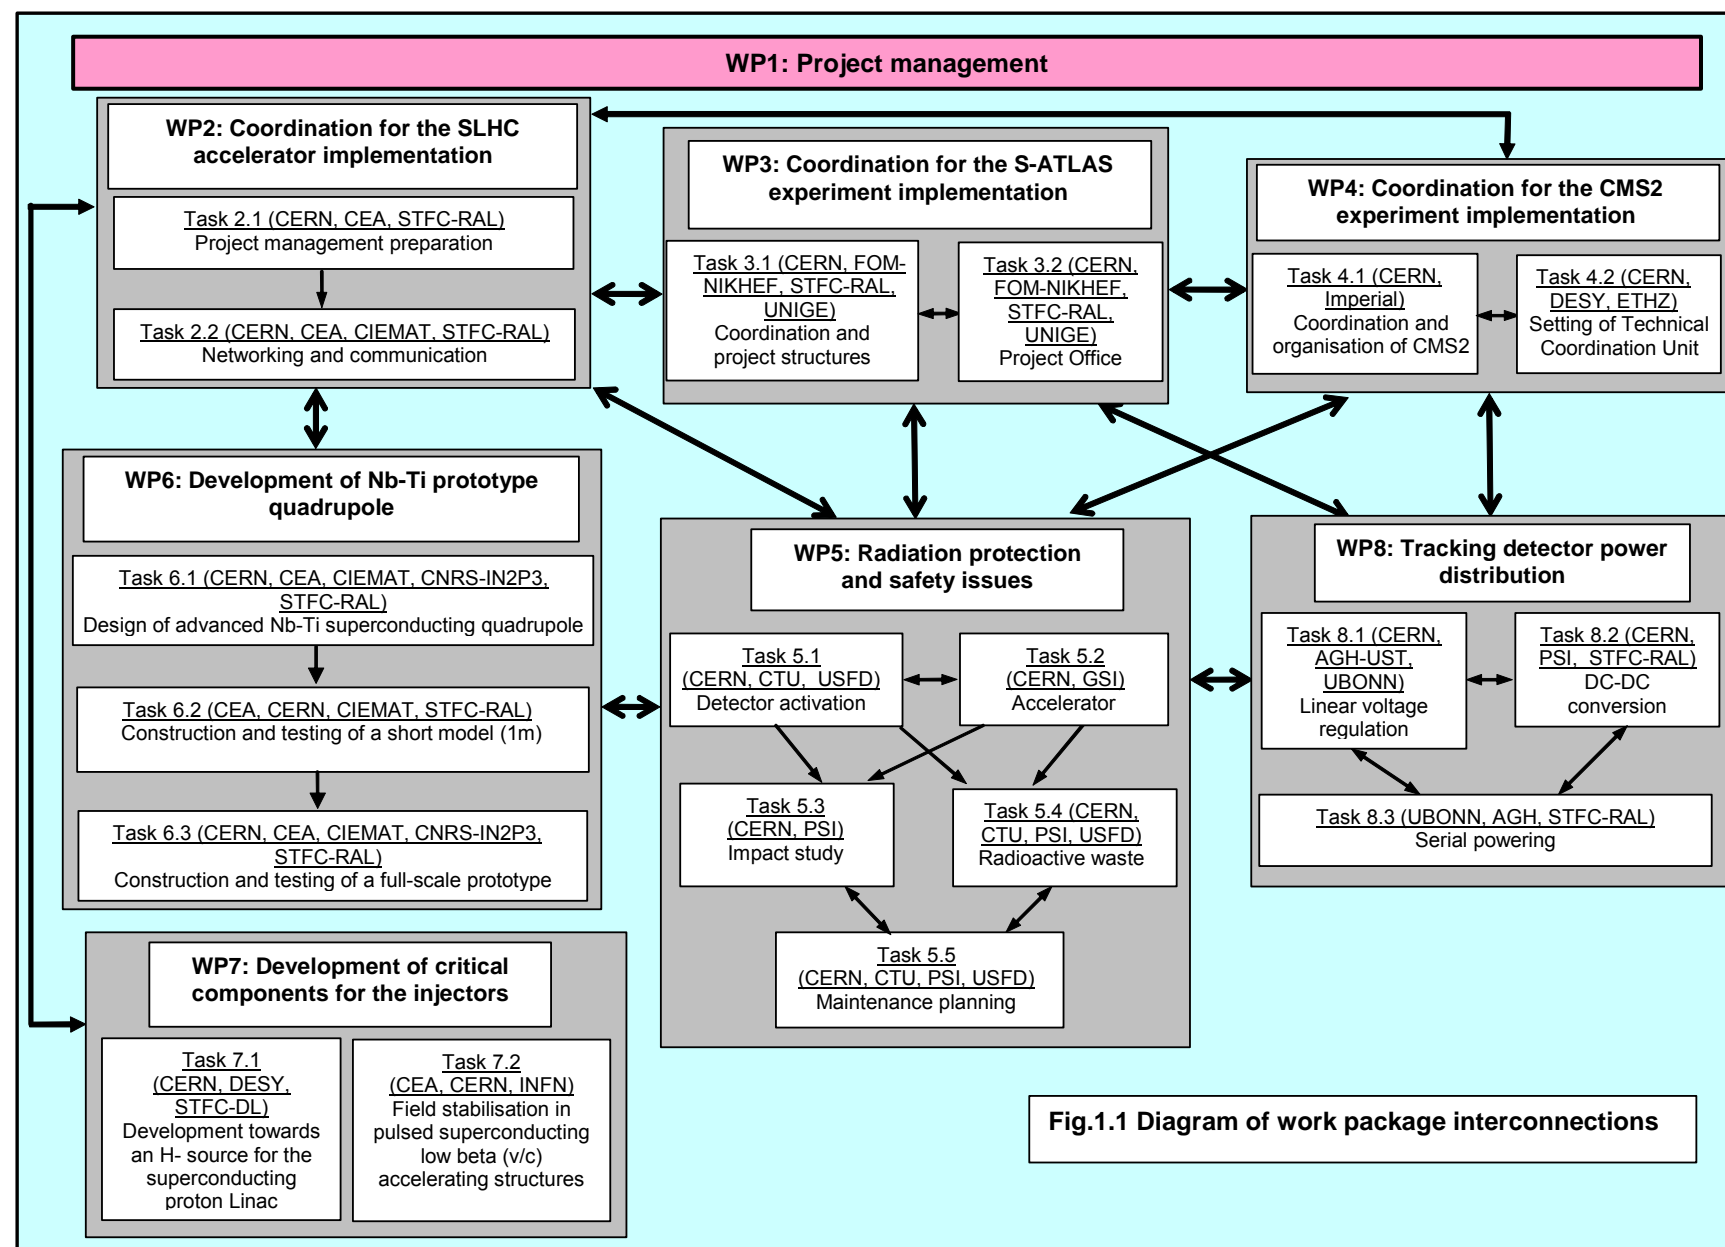 WP1: Project management
WP2: Coordination for the SLHC
accelerator implementation
Task 2.1 (CERN, CEA, STFC-RAL)
Project management preparation
Task 2.2 (CERN, CEA, CIEMAT, STFC-RAL)
Networking and communication
WP3: Coordination for the S-ATLAS
experiment implementation
Task 3.1 (CERN, FOM-
NIKHEF, STFC-RAL,
UNIGE)
Coordination and
project structures
Task 3.2 (CERN,
FOM-NIKHEF,
STFC-RAL,
UNIGE)
Project Office
WP4: Coordination for the CMS2
experiment implementation
Task 4.1 (CERN,
Imperial)
Coordination and
organisation of CMS2
Task 4.2 (CERN,
DESY, ETHZ)
Setting of Technical
Coordination Unit
WP6: Development of Nb-Ti prototype
quadrupole
Task 6.1 (CERN, CEA, CIEMAT, CNRS-IN2P3,
STFC-RAL)
Design of advanced Nb-Ti superconducting quadrupole
Task 6.2 (CEA, CERN, CIEMAT, STFC-RAL)
Construction and testing of a short model (1m)
Task 6.3 (CERN, CEA, CIEMAT, CNRS-IN2P3,
STFC-RAL)
Construction and testing of a full-scale prototype
WP5: Radiation protection
and safety issues
Task 5.1
(CERN, CTU, USFD)
Detector activation
Task 5.2
(CERN, GSI)
Accelerator
Task 5.3
(CERN, PSI)
Impact study
Task 5.4 (CERN,
CTU, PSI, USFD)
Radioactive waste
Task 5.5
(CERN, CTU, PSI, USFD)
Maintenance planning
WP8: Tracking detector power
distribution
Task 8.1 (CERN,
AGH-UST,
UBONN)
Linear voltage
regulation
Task 8.2 (CERN,
PSI, STFC-RAL)
DC-DC
conversion
Task 8.3 (UBONN, AGH, STFC-RAL)
Serial powering
WP7: Development of critical
components for the injectors
Task 7.1
(CERN, DESY,
STFC-DL)
Development towards
an H- source for the
superconducting
proton Linac
Task 7.2
(CEA, CERN, INFN)
Field stabilisation in
pulsed superconducting
low beta (v/c)
accelerating structures
Fig.1.1 Diagram of work package interconnections